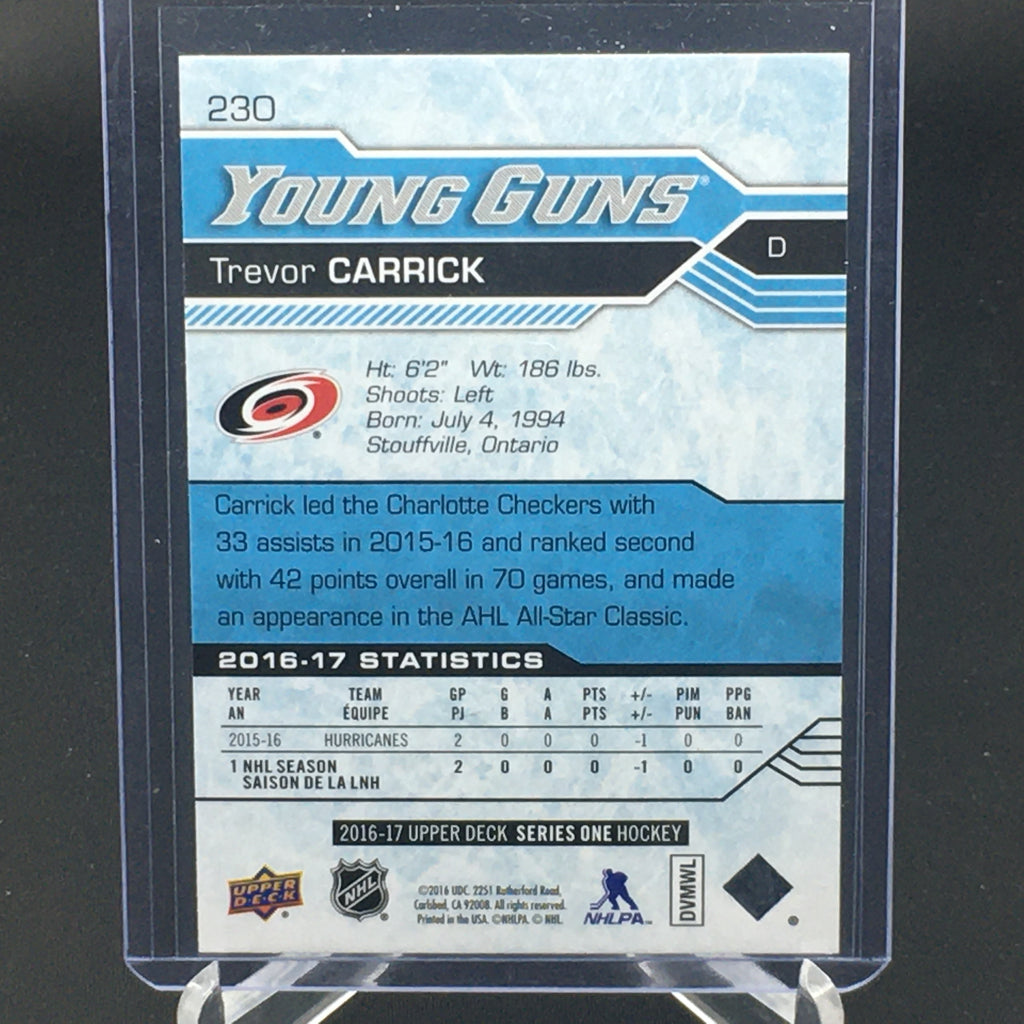 230
YOUNG GUNS®
D
Trevor CARRICK
Ht: 6'2" Wt: 186 lbs.
Shoots: Left
Born: July 4, 1994
Stouffville, Ontario
Carrick led the Charlotte Checkers with
33 assists in 2015-16 and ranked second
with 42 points overall in 70 games, and made
an appearance in the AHL All-Star Classic.
2016-17 STATISTICS
YEAR TEAM GP G A PTS +/- PIM PPG
AN ÉQUIPE PJ B A PTS +/- PUN BAN
2015-16 HURRICANES 2 0 0 0 -1 0 0
1 NHL SEASON 2 0 0 0 -1 0 0
SAISON DE LA LNH
2016-17 UPPER DECK SERIES ONE HOCKEY
UPPER DECK
NHL
©2016 UDC. 2251 Rutherford Road,
Carlsbad, CA 92008. All rights reserved.
Printed in the USA. ©NHLPA. © NHL.
NHLPA™
DVMWL